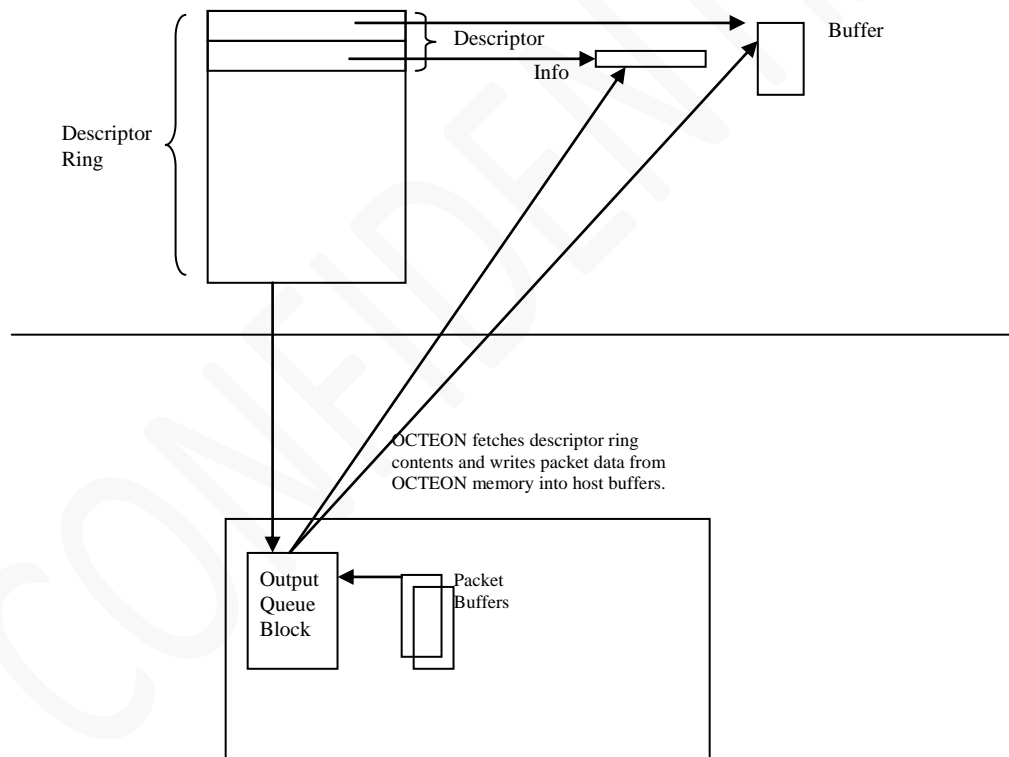 Descriptor
Buffer
Info
Descriptor
Ring
OCTEON fetches descriptor ring
contents and writes packet data from
OCTEON memory into host buffers.
Output
Queue
Block
Packet
Buffers
CONFIDENT